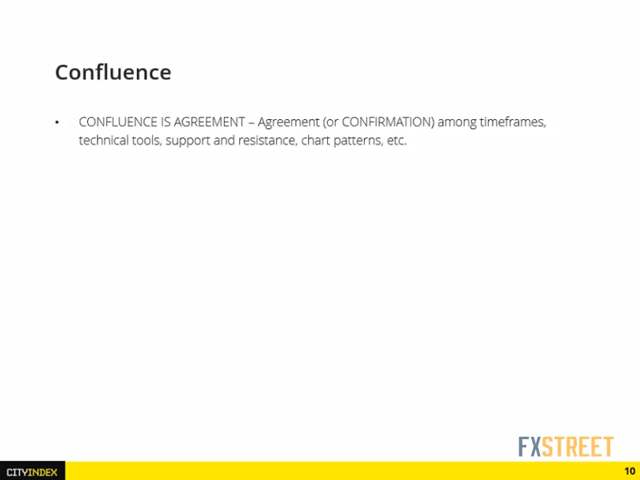 Confluence
• CONFLUENCE IS AGREEMENT – Agreement (or CONFIRMATION) among timeframes,
technical tools, support and resistance, chart patterns, etc.
FXSTREET
CITYINDEX
10